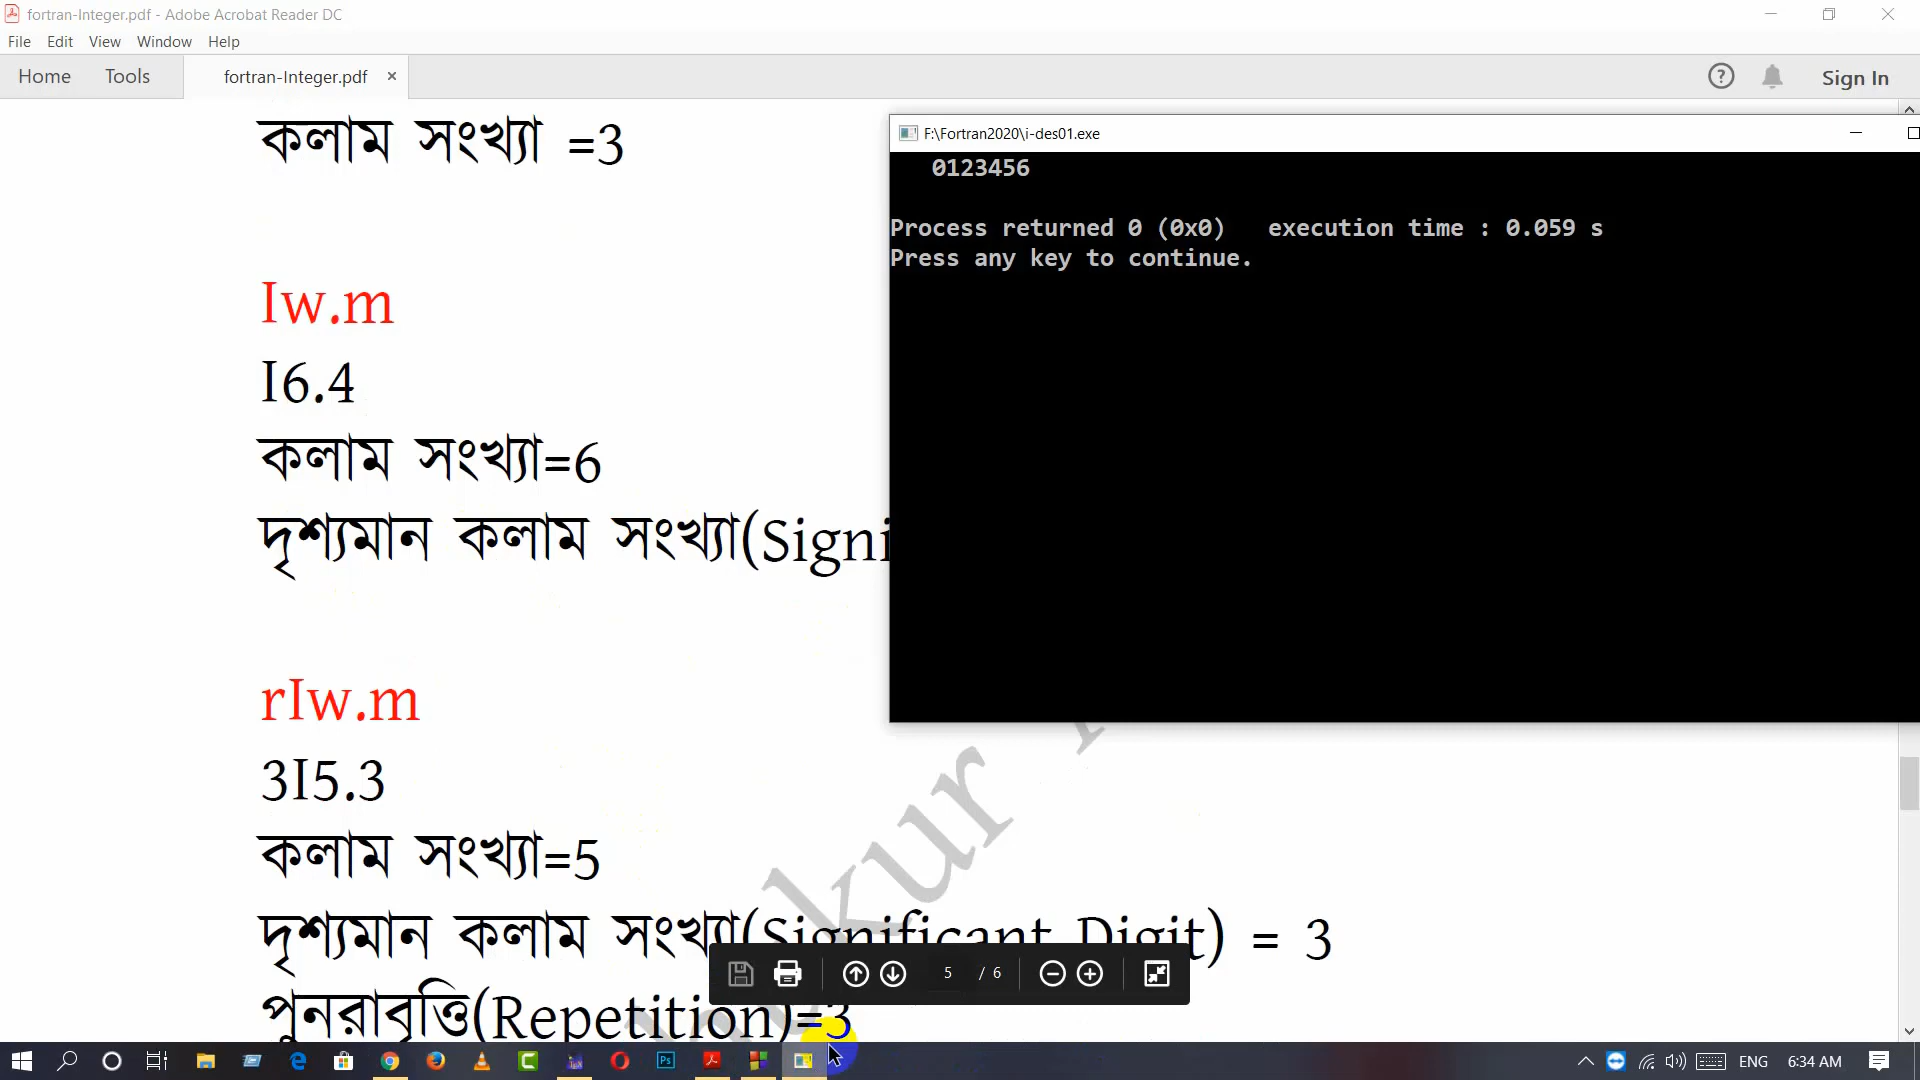 fortran-Integer.pdf - Adobe Acrobat Reader DC
File Edit View Window Help
Home Tools fortran-Integer.pdf × Sign In
কলাম সংখ্যা =3
F:\Fortran2020\i-des01.exe
0123456
Process returned 0 (0x0) execution time : 0.059 s
Press any key to continue.
Iw.m
I6.4
কলাম সংখ্যা=6
দৃশ্যমান কলাম সংখ্যা(Signi
rIw.m
3I5.3
কলাম সংখ্যা=5
দৃশ্যমান কলাম সংখ্যা(Significant Digit) = 3
পুনরাবৃত্তি(Repetition)=3
kur
5 / 6
ENG 6:34 AM